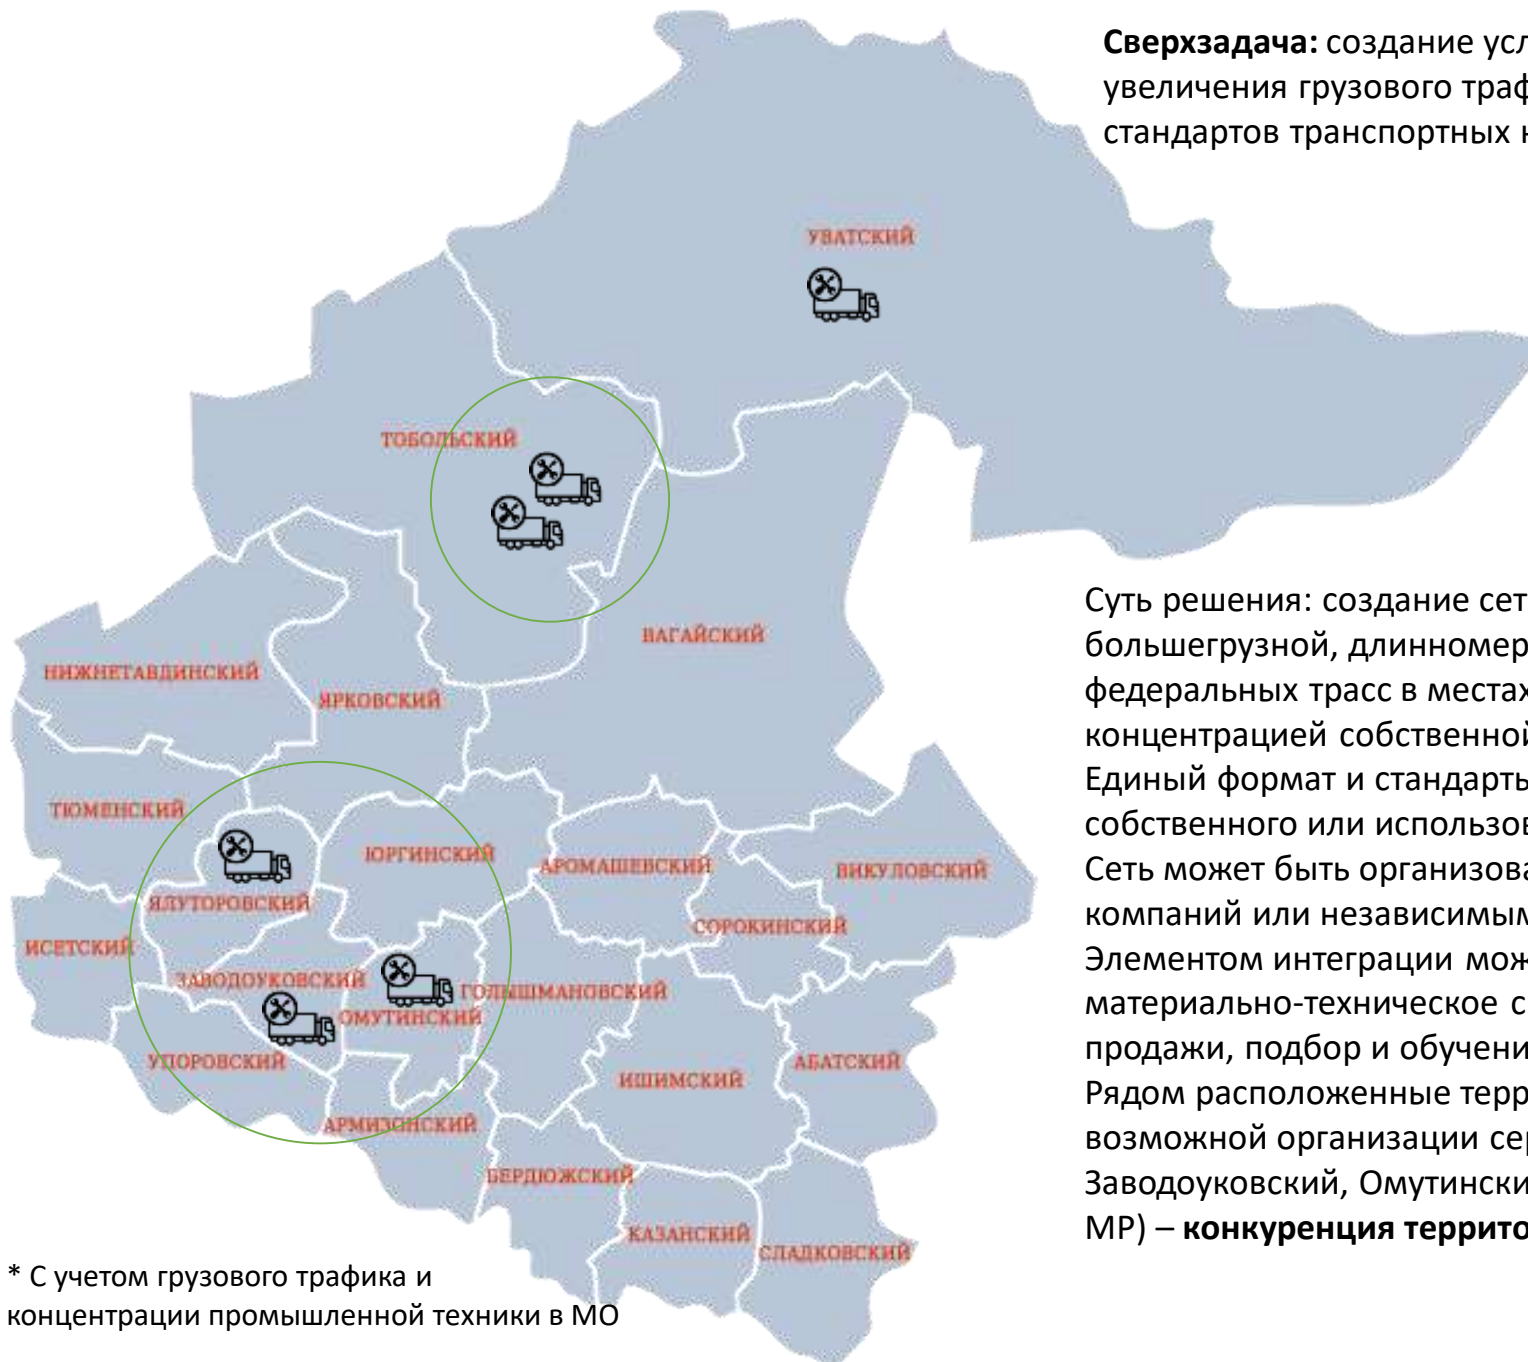 Сверхзадача: создание усл
увеличения грузового траф
стандартов транспортных н
УВАТСКИЙ
ТОБОЛЬСКИЙ
ВАГАЙСКИЙ
НИЖНЕТАВДИНСКИЙ
ЯРКОВСКИЙ
ТЮМЕНСКИЙ
ЮРГИНСКИЙ
АРОМАШЕВСКИЙ
ВИКУЛОВСКИЙ
ЯЛУТОРОВСКИЙ
СОРОКИНСКИЙ
ИСЕТСКИЙ
ЗАВОДОУКОВСКИЙ
ГОЛЫШМАНОВСКИЙ
ОМУТИНСКИЙ
УПОРОВСКИЙ
ИШИМСКИЙ
АБАТСКИЙ
АРМИЗОНСКИЙ
БЕРДЮЖСКИЙ
КАЗАНСКИЙ
СЛАДКОВСКИЙ
Суть решения: создание сет
большегрузной, длинномер
федеральных трасс в местах
концентрацией собственной
Единый формат и стандарты
собственного или использов
Сеть может быть организова
компаний или независимым
Элементом интеграции мож
материально-техническое с
продажи, подбор и обучени
Рядом расположенные терр
возможной организации сер
Заводоуковский, Омутински
МР) – конкуренция террито
* С учетом грузового трафика и
концентрации промышленной техники в МО